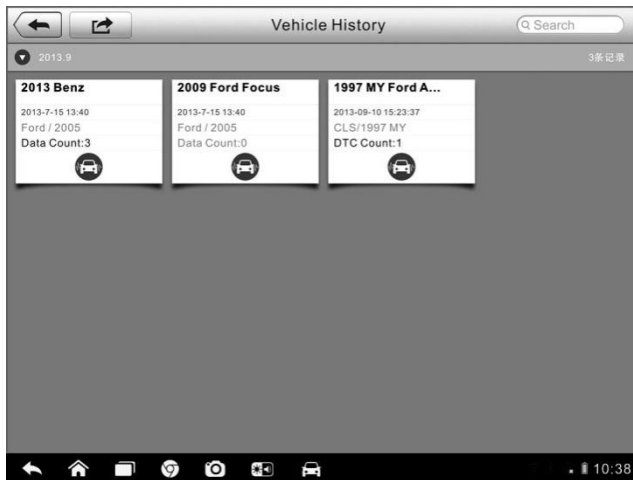 Vehicle History
Search
2013.9
3条记录
2013 Benz
2013-7-15 13:40
Ford / 2005
Data Count:3
2009 Ford Focus
2013-7-15 13:40
Ford / 2005
Data Count:0
1997 MY Ford A...
2013-09-10 15:23:37
CLS/1997 MY
DTC Count:1
10:38